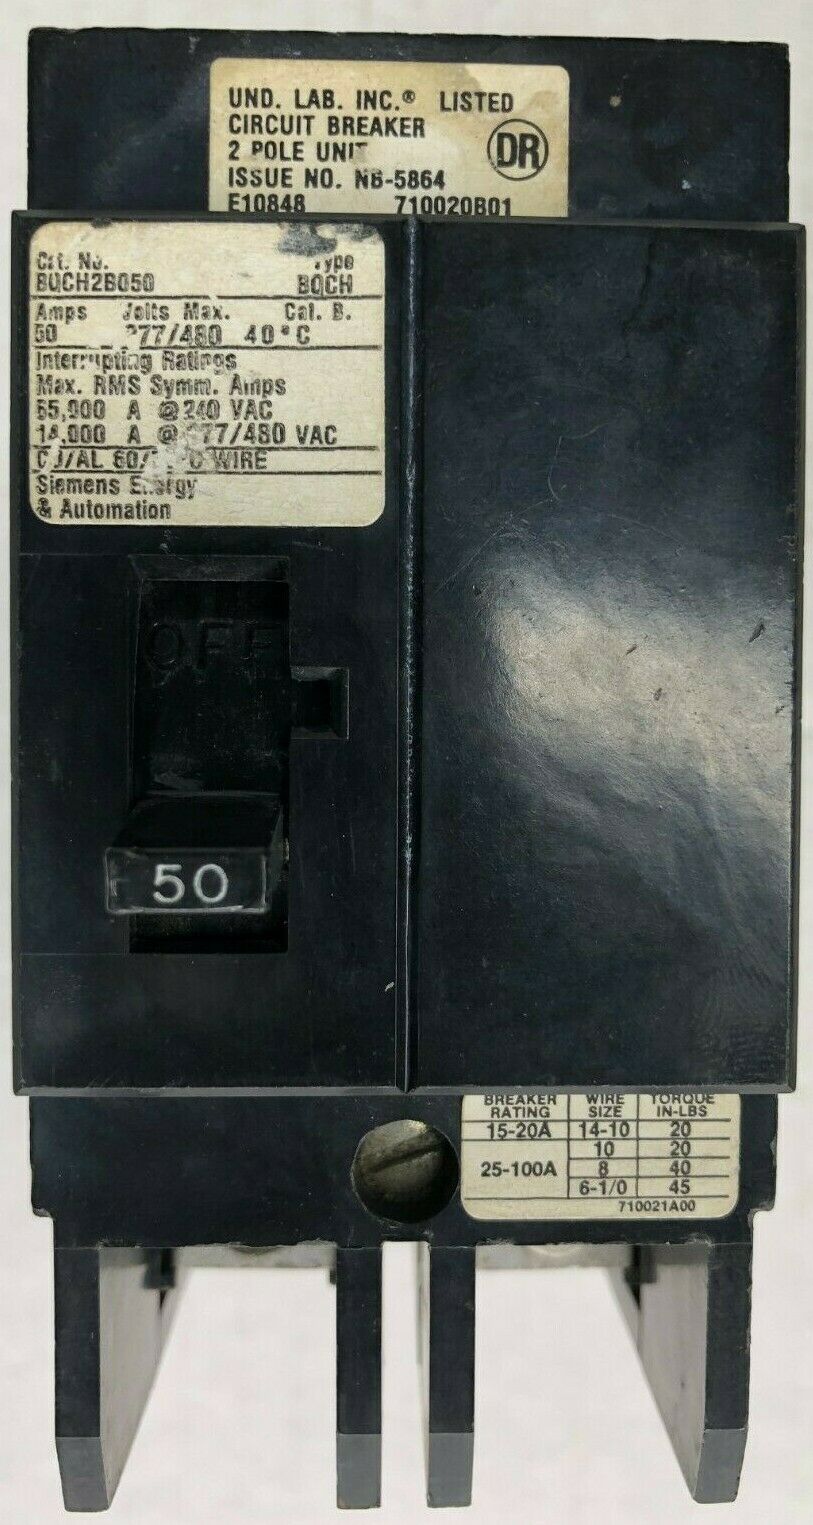 UND. LAB. INC.® LISTED
CIRCUIT BREAKER
2 POLE UNIT
DR
ISSUE NO. NB-5864
E10848 710020B01
Cat. No. Type
BQCH2B050 BQCH
Amps Volts Max. Cal. B.
50 277/480 40°C
Interrupting Ratings
Max. RMS Symm. Amps
65,000 A @ 240 VAC
14,000 A @ 277/480 VAC
CU/AL WIRE
Siemens Energy
& Automation
OFF
50
BREAKER RATING WIRE SIZE TORQUE IN-LBS
15-20A 14-10 20
10 20
25-100A 8 40
6-1/0 45
710021A00